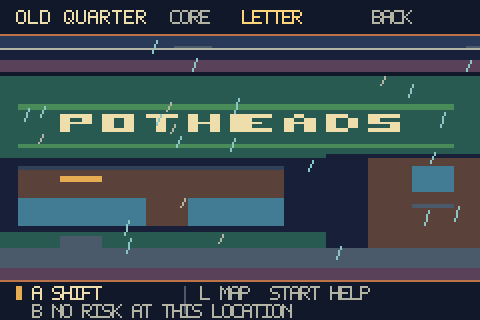 OLD QUARTER CORE LETTER BACK
POTHEADS
A SHIFT L MAP START HELP
B NO RISK AT THIS LOCATION